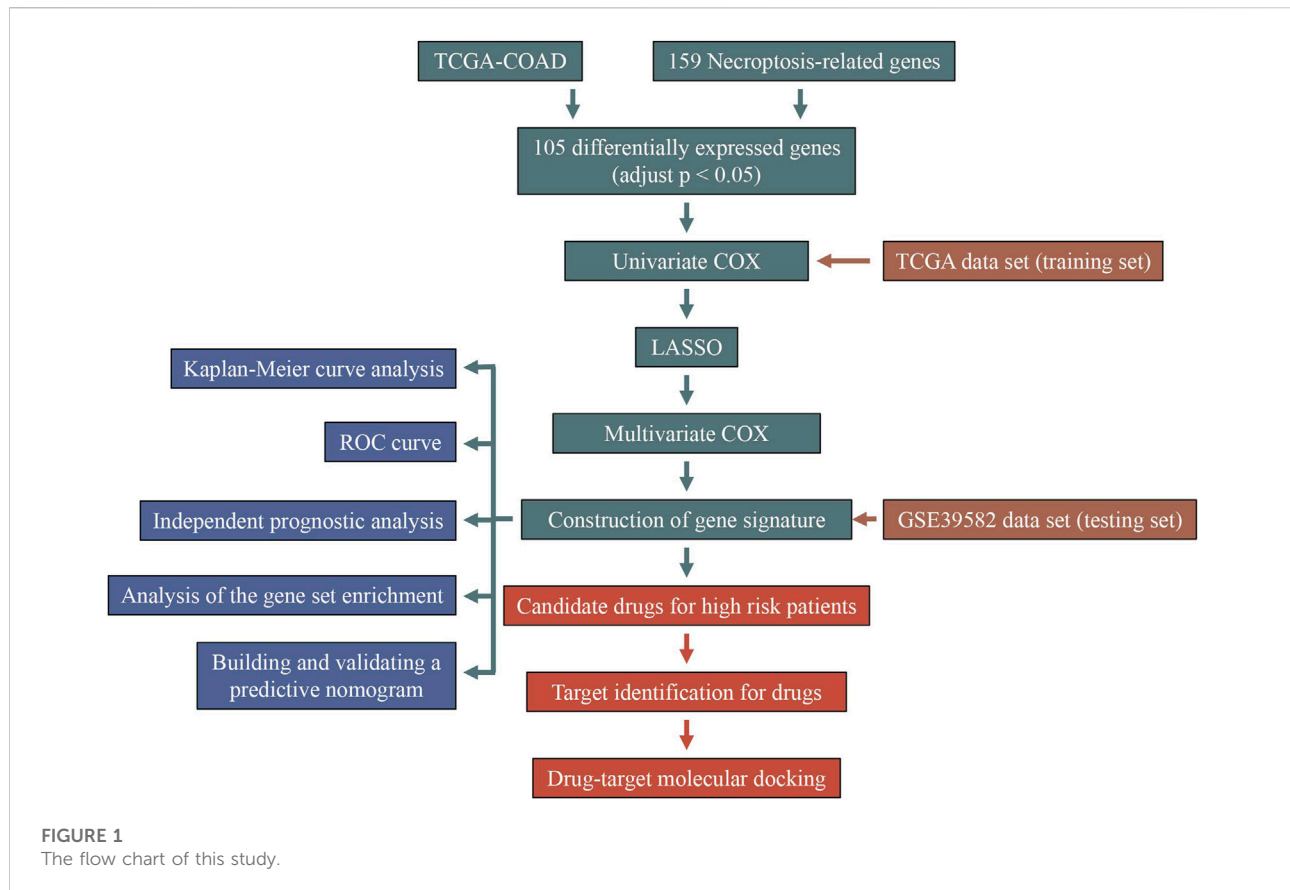 TCGA-COAD
159 Necroptosis-related genes
105 differentially expressed genes
(adjust p < 0.05)
Univariate COX
TCGA data set (training set)
LASSO
Kaplan-Meier curve analysis
Multivariate COX
ROC curve
Independent prognostic analysis
Construction of gene signature
GSE39582 data set (testing set)
Analysis of the gene set enrichment
Candidate drugs for high risk patients
Building and validating a
predictive nomogram
Target identification for drugs
Drug-target molecular docking
FIGURE 1
The flow chart of this study.